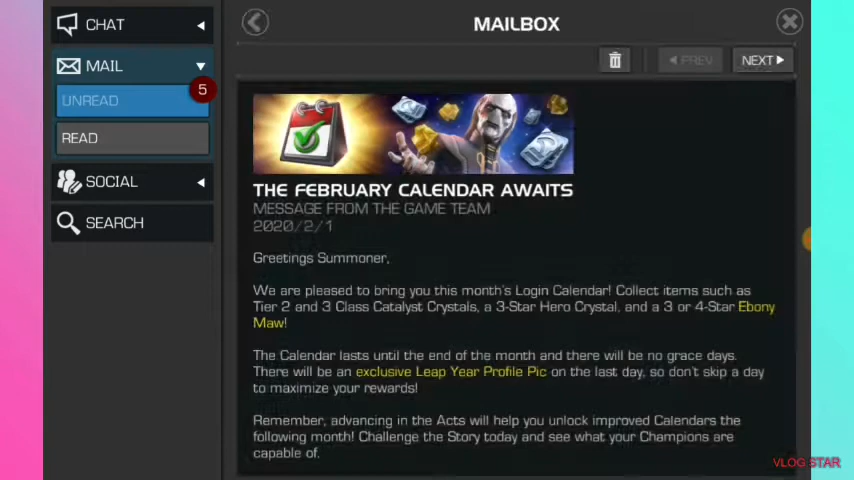 CHAT
MAILBOX
MAIL
PREV
NEXT
5
UNREAD
READ
SOCIAL
SEARCH
THE FEBRUARY CALENDAR AWAITS
MESSAGE FROM THE GAME TEAM
2020/2/1
Greetings Summoner,
We are pleased to bring you this month's Login Calendar! Collect items such as
Tier 2 and 3 Class Catalyst Crystals, a 3-Star Hero Crystal, and a 3 or 4-Star Ebony
Maw!
The Calendar lasts until the end of the month and there will be no grace days.
There will be an exclusive Leap Year Profile Pic on the last day, so don't skip a day
to maximize your rewards!
Remember, advancing in the Acts will help you unlock improved Calendars the
following month! Challenge the Story today and see what your Champions are
capable of.
VLOG STAR